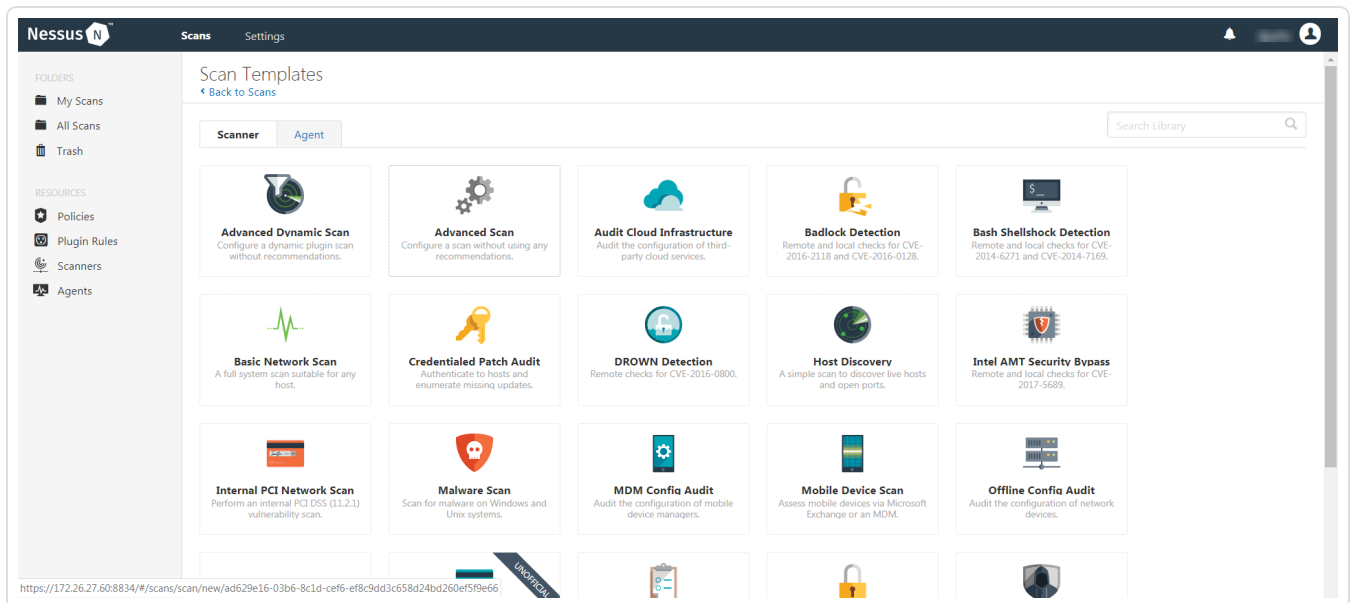 Nessus N ™
Scans
Settings
FOLDERS
My Scans
All Scans
Trash
RESOURCES
Policies
Plugin Rules
Scanners
Agents
Scan Templates
Back to Scans
Scanner
Agent
Search Library
Advanced Dynamic Scan
Configure a dynamic plugin scan
without recommendations.
Advanced Scan
Configure a scan without using any
recommendations.
Audit Cloud Infrastructure
Audit the configuration of third-
party cloud services.
Badlock Detection
Remote and local checks for CVE-
2016-2118 and CVE-2016-0128.
$_
Bash Shellshock Detection
Remote and local checks for CVE-
2014-6271 and CVE-2014-7169.
Basic Network Scan
A full system scan suitable for any
host.
Credentialed Patch Audit
Authenticate to hosts and
enumerate missing updates.
DROWN Detection
Remote checks for CVE-2016-0800.
Host Discovery
A simple scan to discover live hosts
and open ports.
Intel AMT Security Bypass
Remote and local checks for CVE-
2017-5689.
Internal PCI Network Scan
Perform an internal PCI DSS (11.2.1)
vulnerability scan.
Malware Scan
Scan for malware on Windows and
Unix systems.
MDM Config Audit
Audit the configuration of mobile
device managers.
Mobile Device Scan
Assess mobile devices via Microsoft
Exchange or an MDM.
Offline Config Audit
Audit the configuration of network
devices.
UNOFFICIAL
https://172.26.27.60:8834/#/scans/scan/new/ad629e16-03b6-8c1d-cef6-ef8c9dd3c658d24bd260ef5f9e66